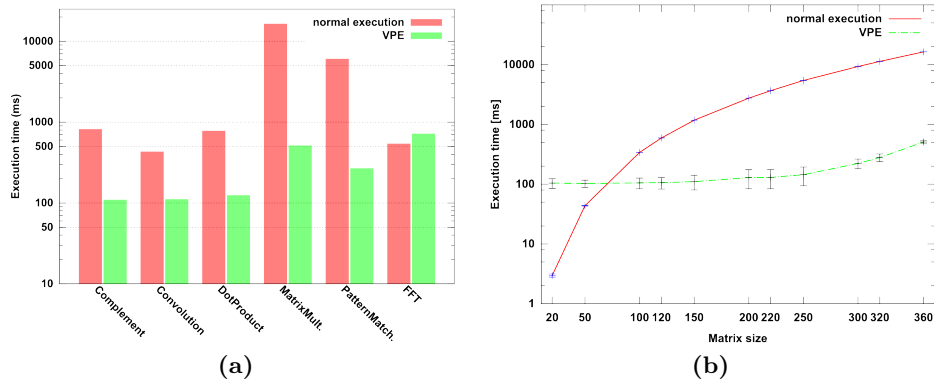 normal execution
VPE
10000
5000
1000
500
100
50
10
Execution time (ms)
Complement
Convolution
DotProduct
MatrixMult.
PatternMatch.
FFT
(a)
normal execution
VPE
10000
1000
100
10
1
Execution time [ms]
20 50 100 120 150 200 220 250 300 320 360
Matrix size
(b)